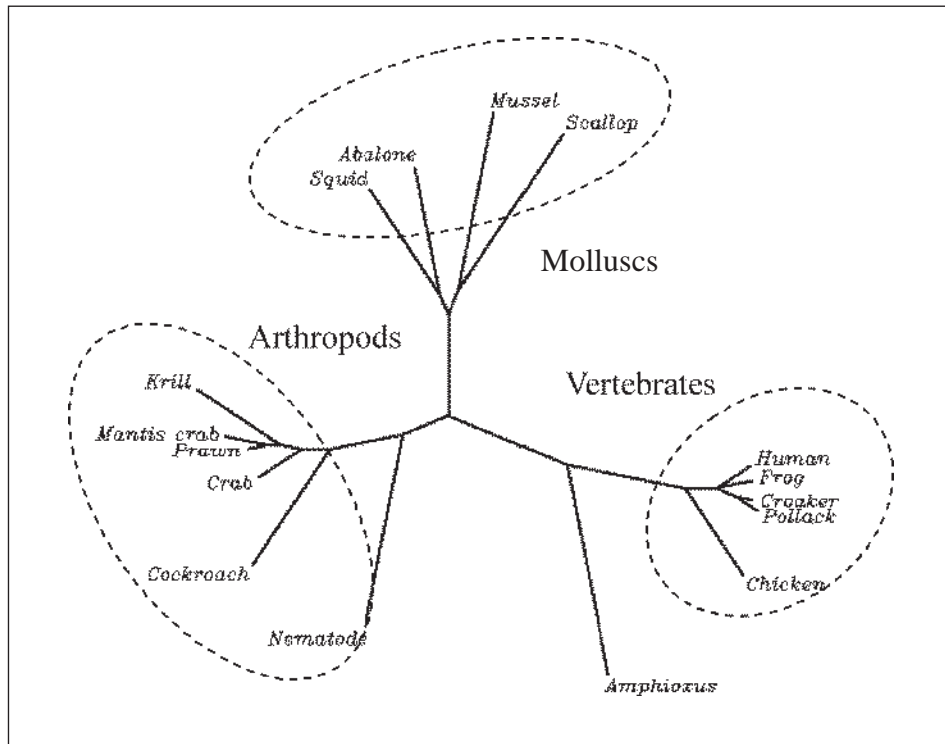 Mussel
Scallop
Abalone
Squid
Molluscs
Arthropods
Vertebrates
Krill
Mantis crab
Prawn
Crab
Cockroach
Nematode
Human
Frog
Croaker
Pollack
Chicken
Amphioxus